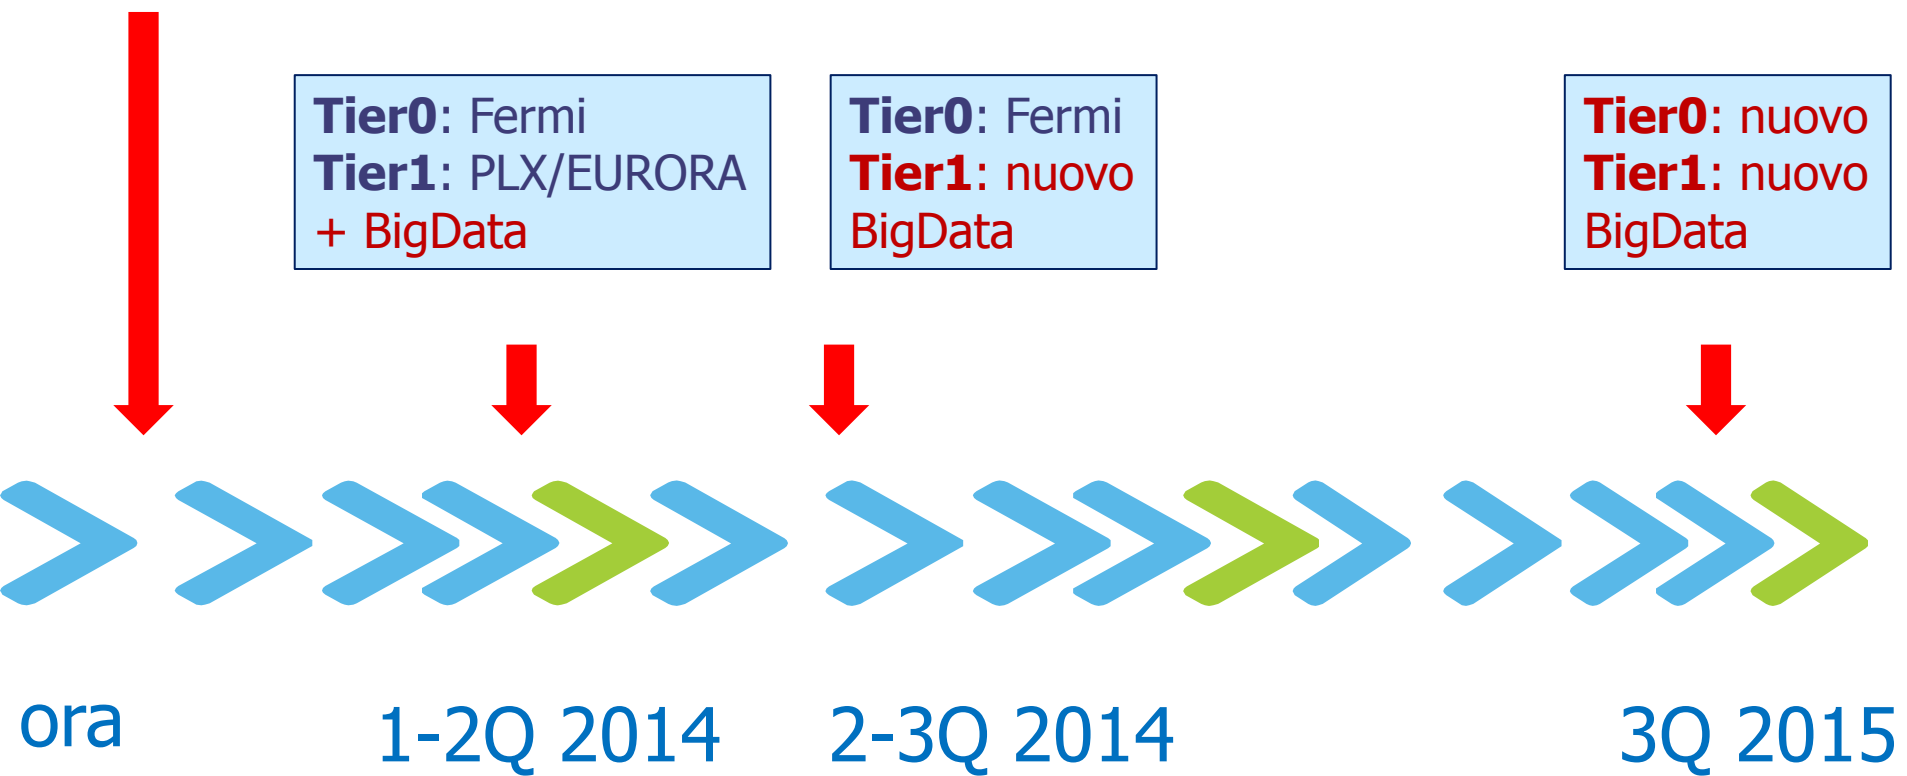 Tier0: Fermi
Tier1: PLX/EURORA
+ BigData
Tier0: Fermi
Tier1: nuovo
BigData
Tier0: nuovo
Tier1: nuovo
BigData
ora
1-2Q 2014
2-3Q 2014
3Q 2015